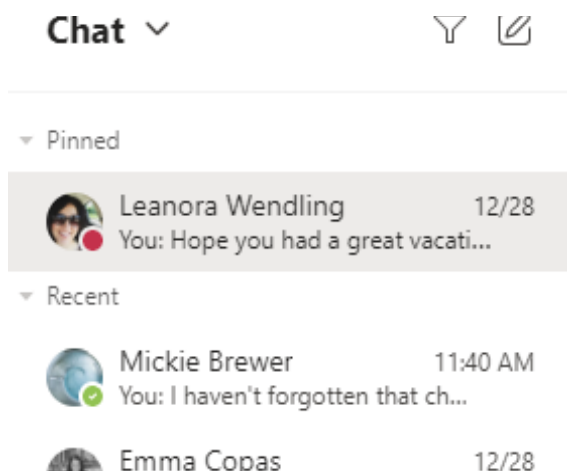 Chat
Pinned
Leanora Wendling 12/28
You: Hope you had a great vacati...
Recent
Mickie Brewer 11:40 AM
You: I haven't forgotten that ch...
Emma Copas 12/28